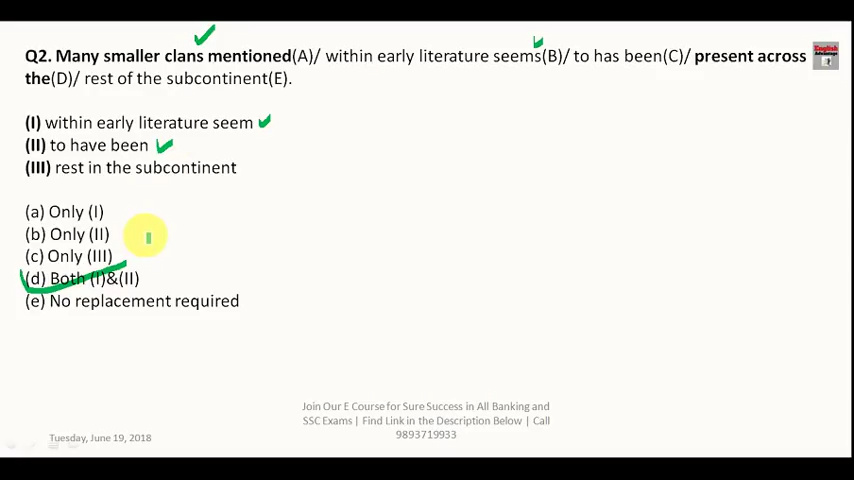 Q2. Many smaller clans mentioned(A)/ within early literature seems(B)/ to has been(C)/ present across
the(D)/ rest of the subcontinent(E).
(I) within early literature seem
(II) to have been
(III) rest in the subcontinent
(a) Only (I)
(b) Only (II)
(c) Only (III)
(d) Both (I)&(II)
(e) No replacement required
Join Our E Course for Sure Success in All Banking and
SSC Exams | Find Link in the Description Below | Call
9893719933
Tuesday, June 19, 2018
English
Advantage